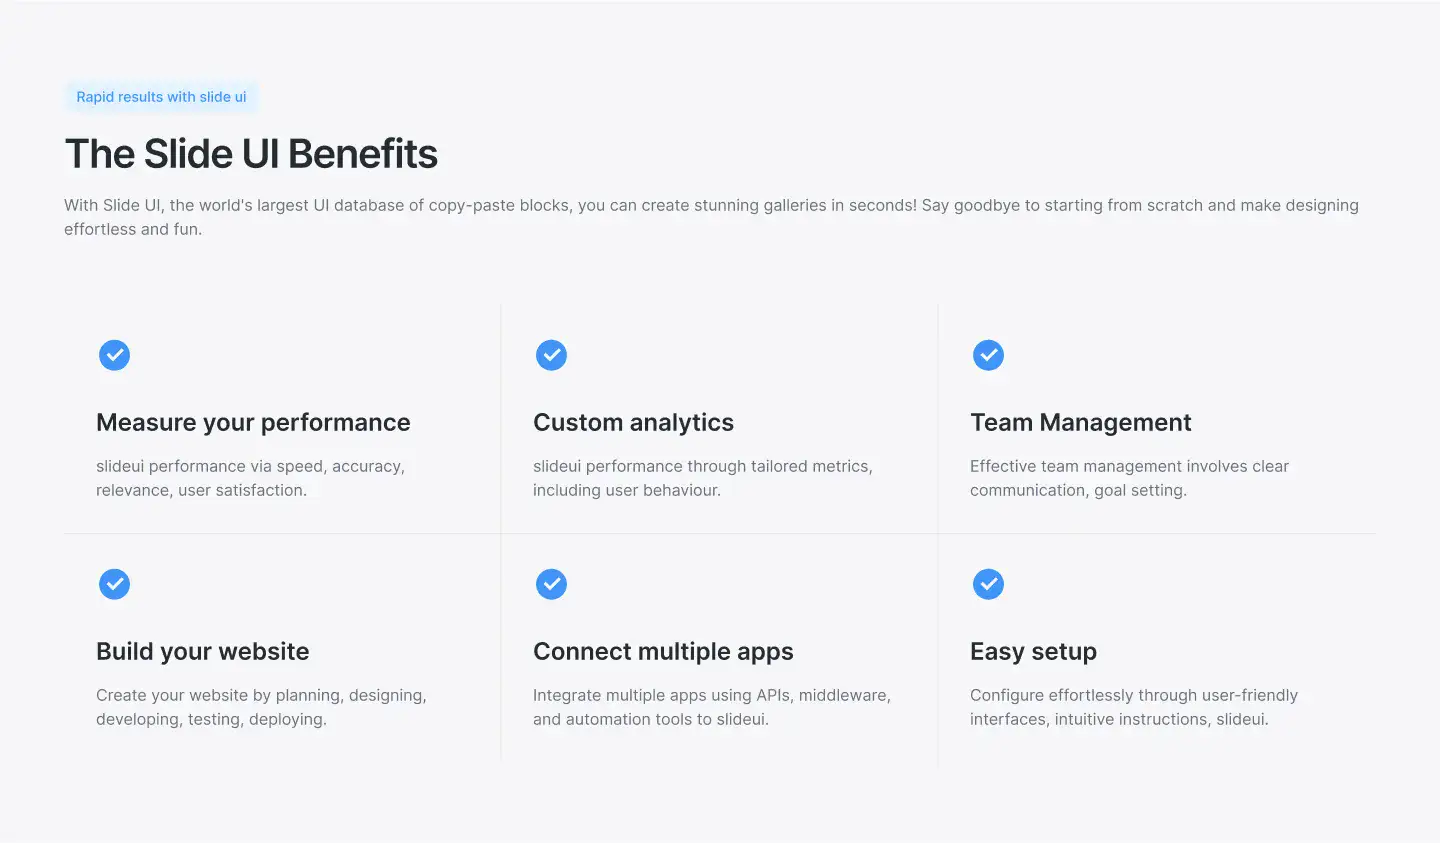 Rapid results with slide ui
The Slide UI Benefits
With Slide UI, the world's largest UI database of copy-paste blocks, you can create stunning galleries in seconds! Say goodbye to starting from scratch and make designing
effortless and fun.
Measure your performance
slideui performance via speed, accuracy,
relevance, user satisfaction.
Custom analytics
slideui performance through tailored metrics,
including user behaviour.
Team Management
Effective team management involves clear
communication, goal setting.
Build your website
Create your website by planning, designing,
developing, testing, deploying.
Connect multiple apps
Integrate multiple apps using APIs, middleware,
and automation tools to slideui.
Easy setup
Configure effortlessly through user-friendly
interfaces, intuitive instructions, slideui.